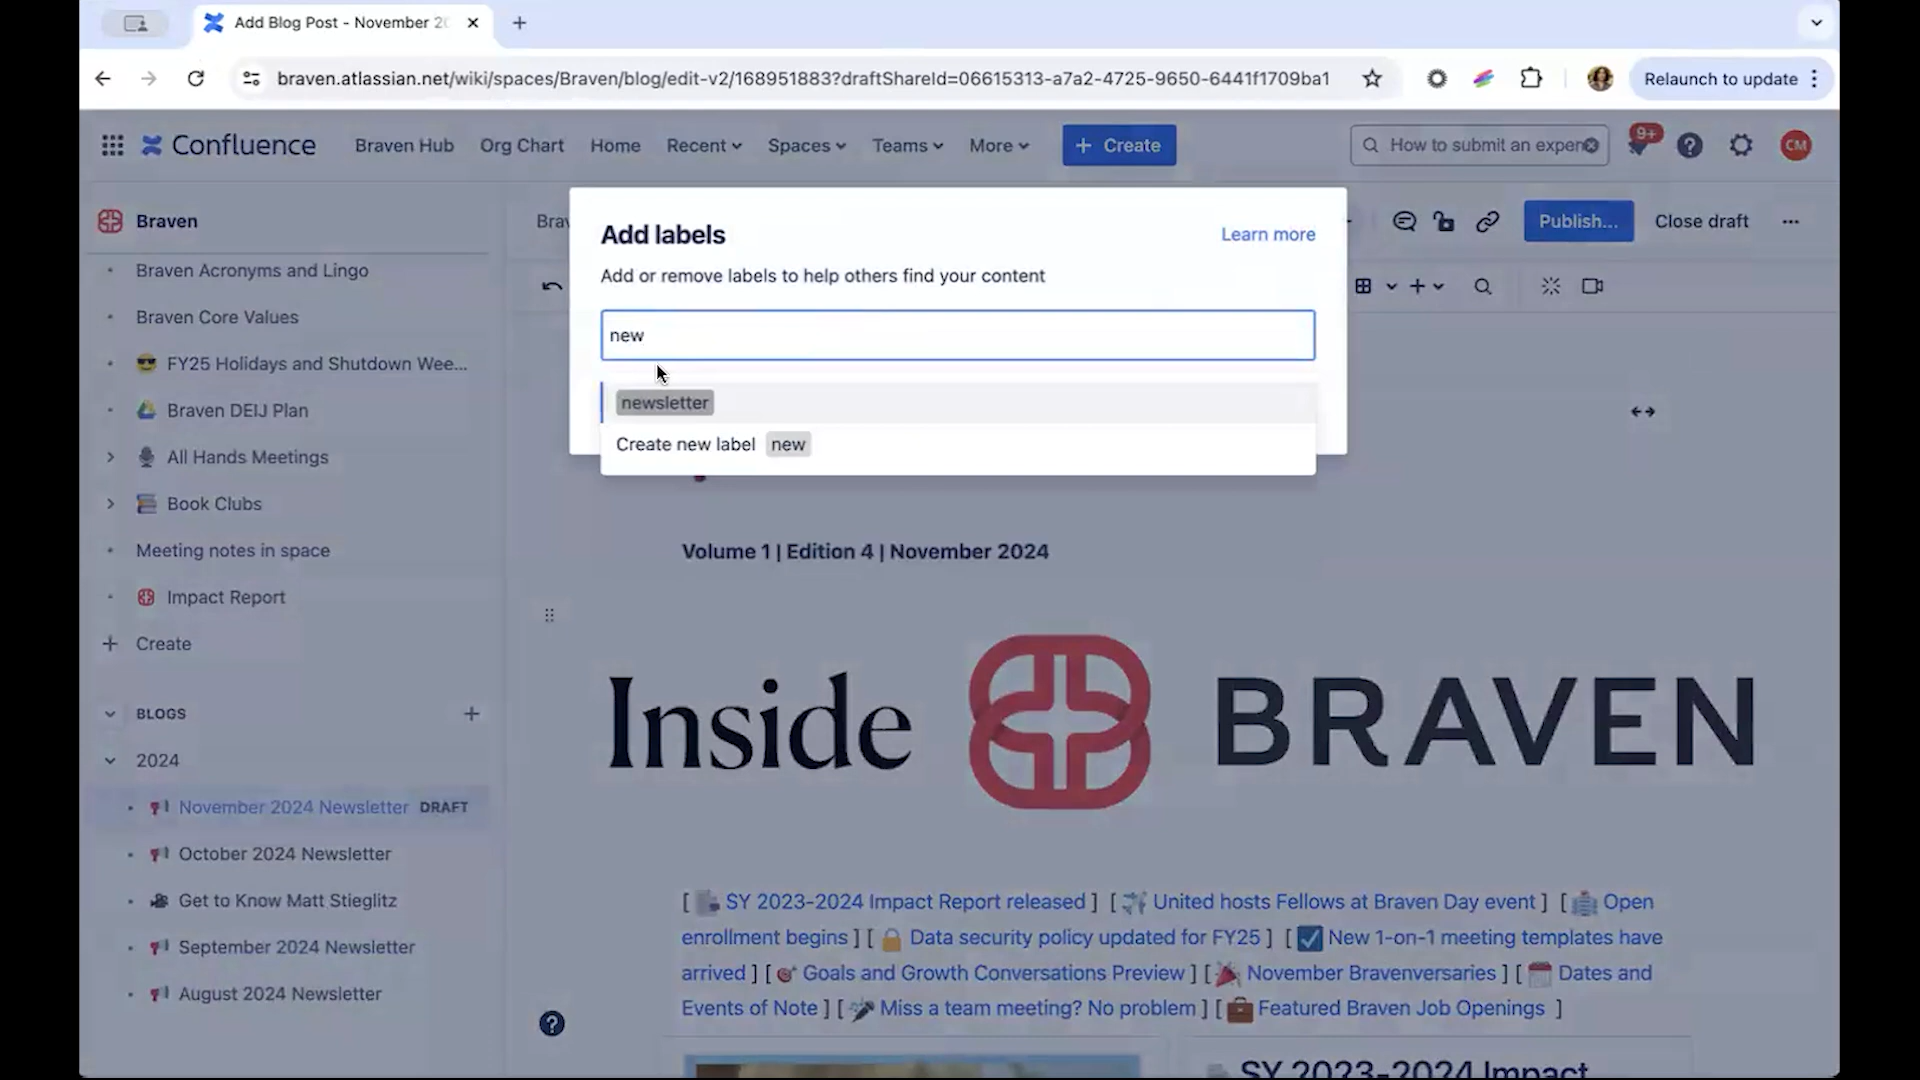 Add Blog Post - November 20
braven.atlassian.net/wiki/spaces/Braven/blog/edit-v2/168951883?draftShareId=06615313-a7a2-4725-9650-6441f1709ba1
Relaunch to update
Confluence
Braven Hub
Org Chart
Home
Recent
Spaces
Teams
More
+ Create
How to submit an expen
9+
CM
Braven
Brav
Publish...
Close draft
Add labels
Learn more
Add or remove labels to help others find your content
new
newsletter
Create new label new
Braven Acronyms and Lingo
Braven Core Values
FY25 Holidays and Shutdown Wee...
Braven DEIJ Plan
All Hands Meetings
Book Clubs
Meeting notes in space
Impact Report
+ Create
BLOGS
2024
November 2024 Newsletter DRAFT
October 2024 Newsletter
Get to Know Matt Stieglitz
September 2024 Newsletter
August 2024 Newsletter
Volume 1 | Edition 4 | November 2024
Inside BRAVEN
[ SY 2023-2024 Impact Report released ] [ United hosts Fellows at Braven Day event ] [ Open
enrollment begins ] [ Data security policy updated for FY25 ] [ New 1-on-1 meeting templates have
arrived ] [ Goals and Growth Conversations Preview ] [ November Bravenversaries ] [ Dates and
Events of Note ] [ Miss a team meeting? No problem ] [ Featured Braven Job Openings ]
SY 2023-2024 Impact